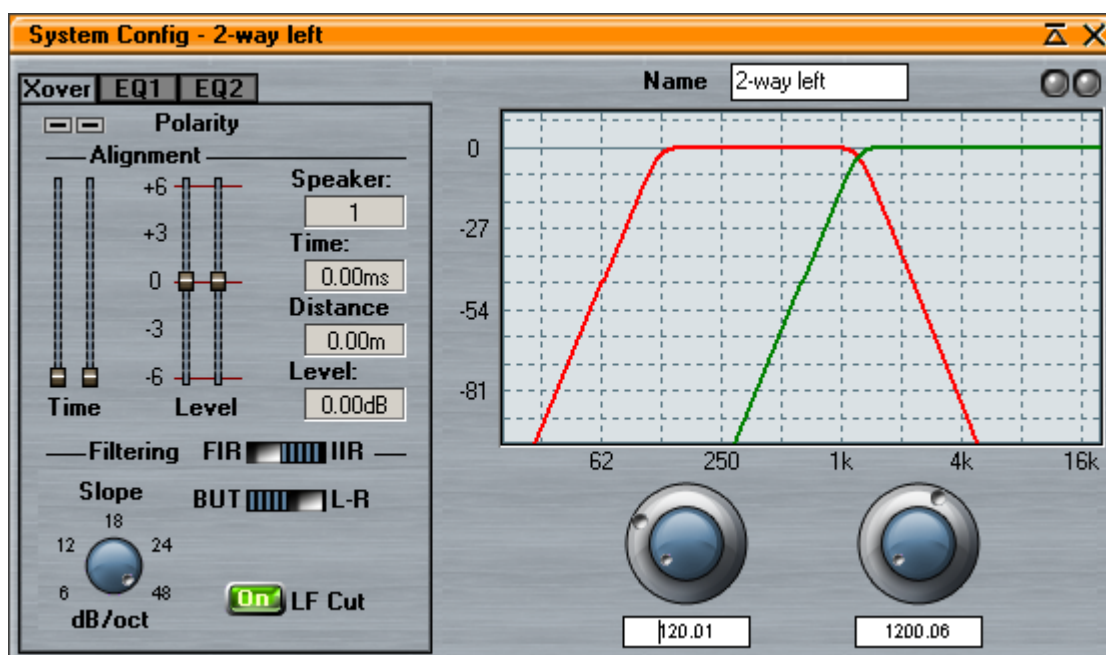 System Config - 2-way left
Xover EQ1 EQ2
Name 2-way left
Polarity
Alignment
+6
+3
0
-3
-6
Time Level
Speaker:
1
Time:
0.00ms
Distance
0.00m
Level:
0.00dB
Filtering FIR IIR
Slope
BUT L-R
18
12 24
6 48
dB/oct
On LF Cut
0
-27
-54
-81
62 250 1k 4k 16k
120.01 1200.06